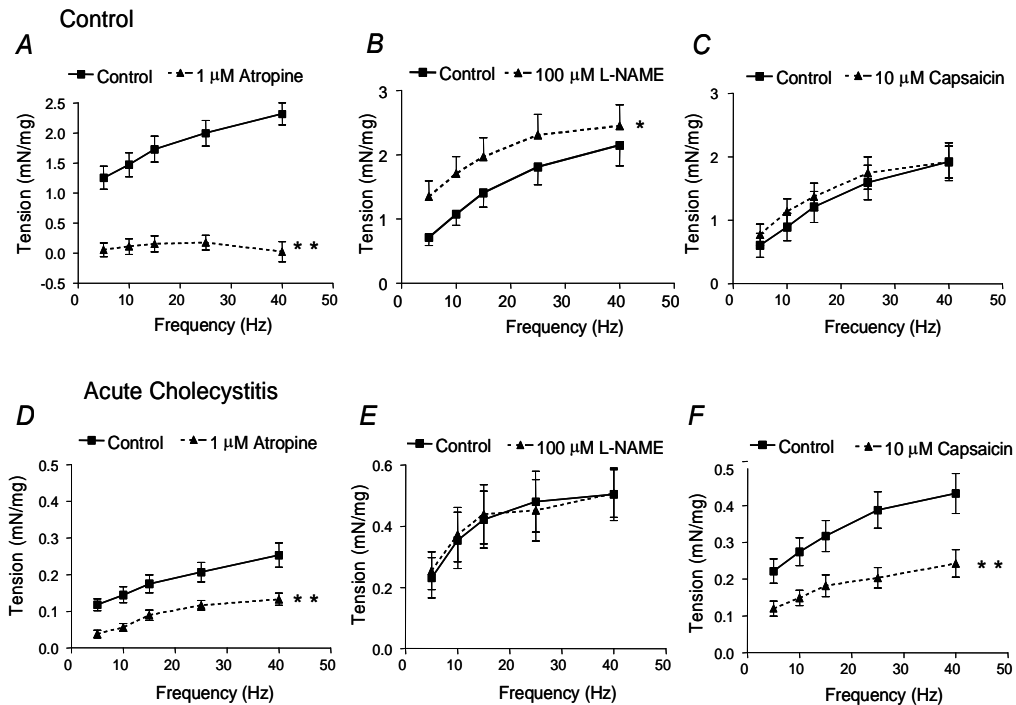 Control
A
B
C
Control 1 μM Atropine
Control 100 μM L-NAME
Control 10 μM Capsaicin
Tension (mN/mg)
2.5
2.0
1.5
1.0
0.5
0.0
-0.5
0 10 20 30 40 50
Frequency (Hz)
* *
Tension (mN/mg)
3
2
1
0
0 10 20 30 40 50
Frequency (Hz)
*
Tension (mN/mg)
3
2
1
0
0 10 20 30 40 50
Frecuency (Hz)
Acute Cholecystitis
D
E
F
Control 1 μM Atropine
Control 100 μM L-NAME
Control 10 μM Capsaicin
Tension (mN/mg)
0.5
0.4
0.3
0.2
0.1
0.0
0 10 20 30 40 50
Frequency (Hz)
* *
Tension (mN/mg)
0.6
0.4
0.2
0.0
0 10 20 30 40 50
Frequency (Hz)
Tension (mN/mg)
0.5
0.4
0.3
0.2
0.1
0.0
0 10 20 30 40 50
Frecuency (Hz)
* *